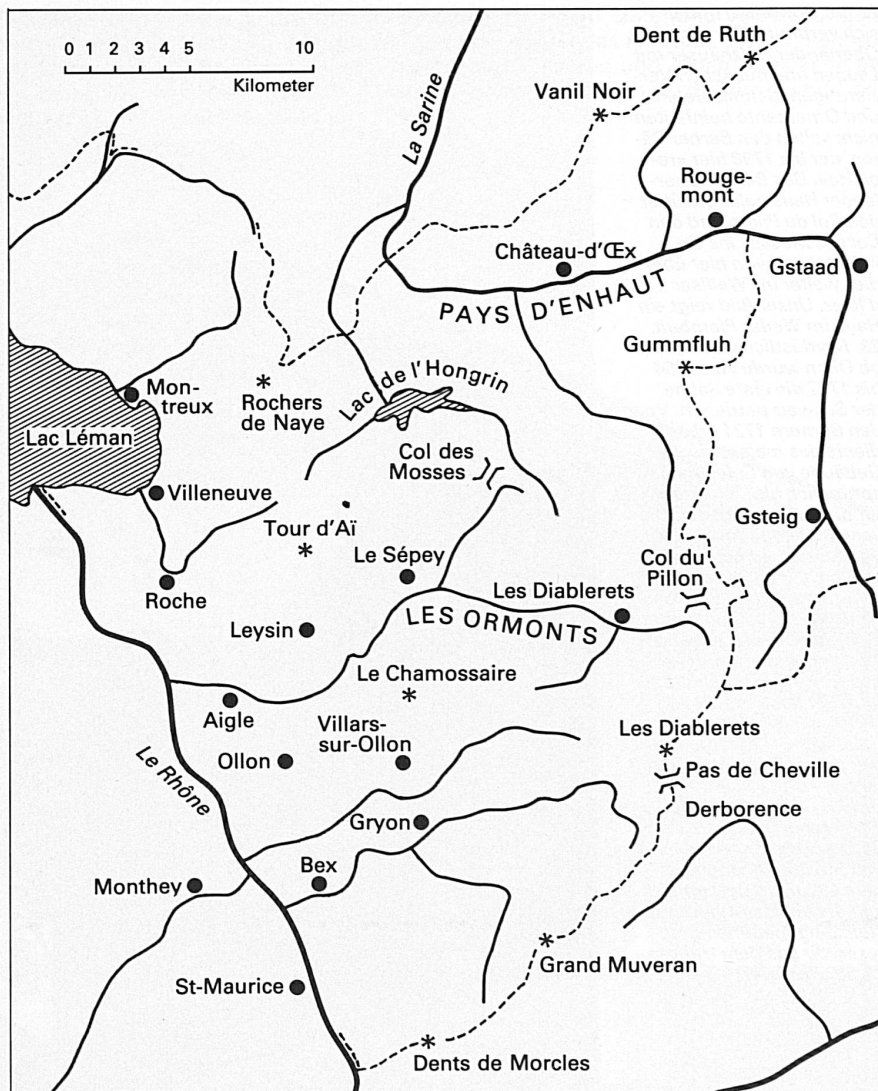 0 1 2 3 4 5 10
Kilometer
La Sarine
Dent de Ruth
Vanil Noir
Rouge-
mont
Château-d'Œx
Gstaad
PAYS D'ENHAUT
Gummfluh
Mon-
treux
Rochers
de Naye
Lac de l'Hongrin
Lac Léman
Col des
Mosses
Villeneuve
Tour d'Aï
Gsteig
Le Sépey
Col du
Pillon
Roche
Les Diablerets
Leysin
LES ORMONTS
Le Chamossaire
Aigle
Villars-
sur-Ollon
Les Diablerets
Ollon
Le Rhône
Pas de Cheville
Derborence
Gryon
Bex
Monthey
Grand Muveran
St-Maurice
Dents de Morcles